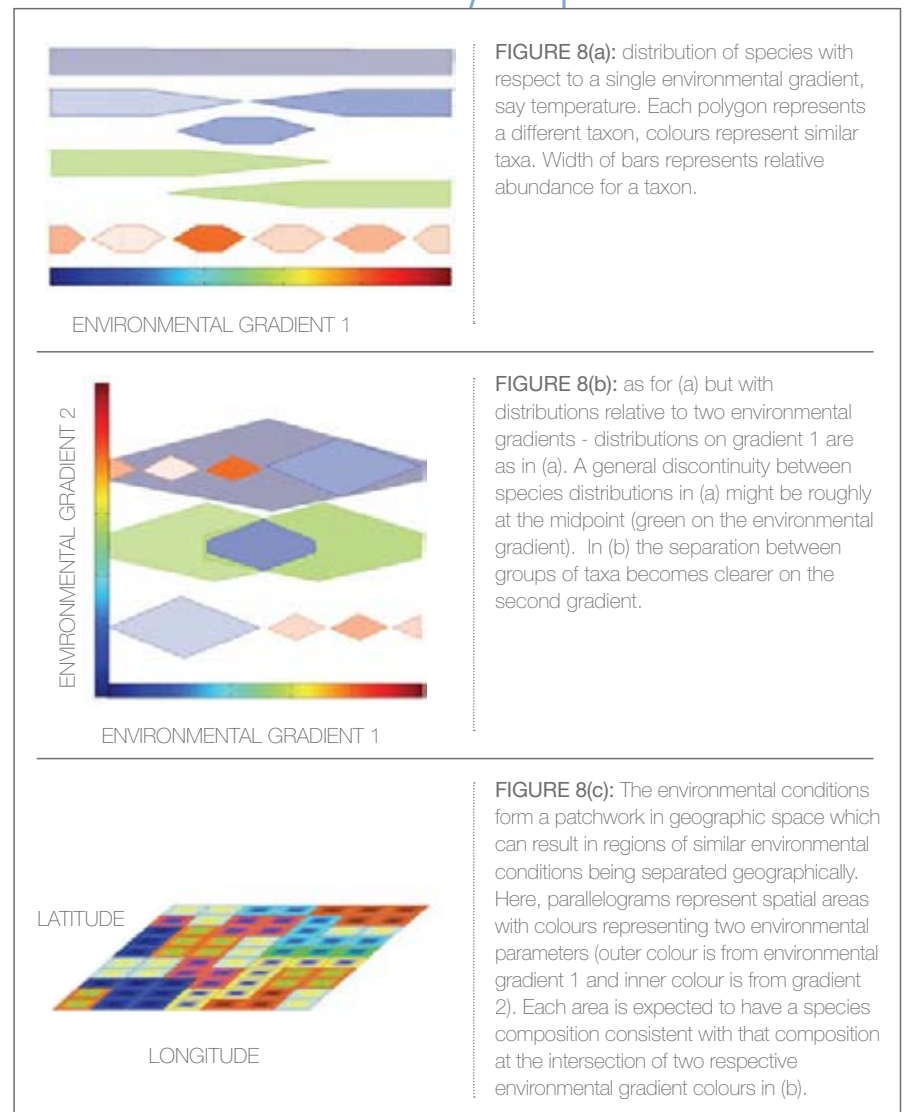 FIGURE 8(a): distribution of species with
respect to a single environmental gradient,
say temperature. Each polygon represents
a different taxon, colours represent similar
taxa. Width of bars represents relative
abundance for a taxon.
ENVIRONMENTAL GRADIENT 1
ENVIRONMENTAL GRADIENT 2
ENVIRONMENTAL GRADIENT 1
FIGURE 8(b): as for (a) but with
distributions relative to two environmental
gradients - distributions on gradient 1 are
as in (a). A general discontinuity between
species distributions in (a) might be roughly
at the midpoint (green on the environmental
gradient). In (b) the separation between
groups of taxa becomes clearer on the
second gradient.
LATITUDE
LONGITUDE
FIGURE 8(c): The environmental conditions
form a patchwork in geographic space which
can result in regions of similar environmental
conditions being separated geographically.
Here, parallelograms represent spatial areas
with colours representing two environmental
parameters (outer colour is from environmental
gradient 1 and inner colour is from gradient
2). Each area is expected to have a species
composition consistent with that composition
at the intersection of two respective
environmental gradient colours in (b).